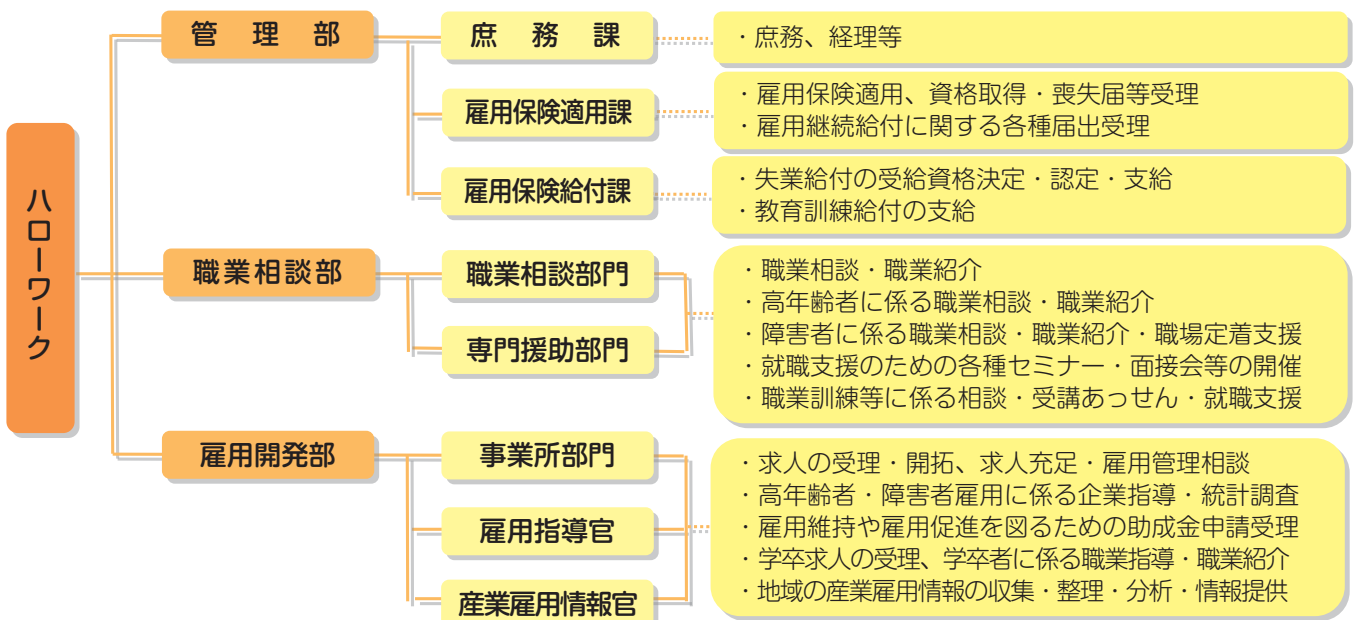 ハローワーク
管理部
庶務課
・庶務、経理等
雇用保険適用課
・雇用保険適用、資格取得・喪失届等受理
・雇用継続給付に関する各種届出受理
雇用保険給付課
・失業給付の受給資格決定・認定・支給
・教育訓練給付の支給
職業相談部
職業相談部門
専門援助部門
・職業相談・職業紹介
・高年齢者に係る職業相談・職業紹介
・障害者に係る職業相談・職業紹介・職場定着支援
・就職支援のための各種セミナー・面接会等の開催
・職業訓練等に係る相談・受講あっせん・就職支援
雇用開発部
事業所部門
雇用指導官
産業雇用情報官
・求人の受理・開拓、求人充足・雇用管理相談
・高年齢者・障害者雇用に係る企業指導・統計調査
・雇用維持や雇用促進を図るための助成金申請受理
・学卒求人の受理、学卒者に係る職業指導・職業紹介
・地域の産業雇用情報の収集・整理・分析・情報提供